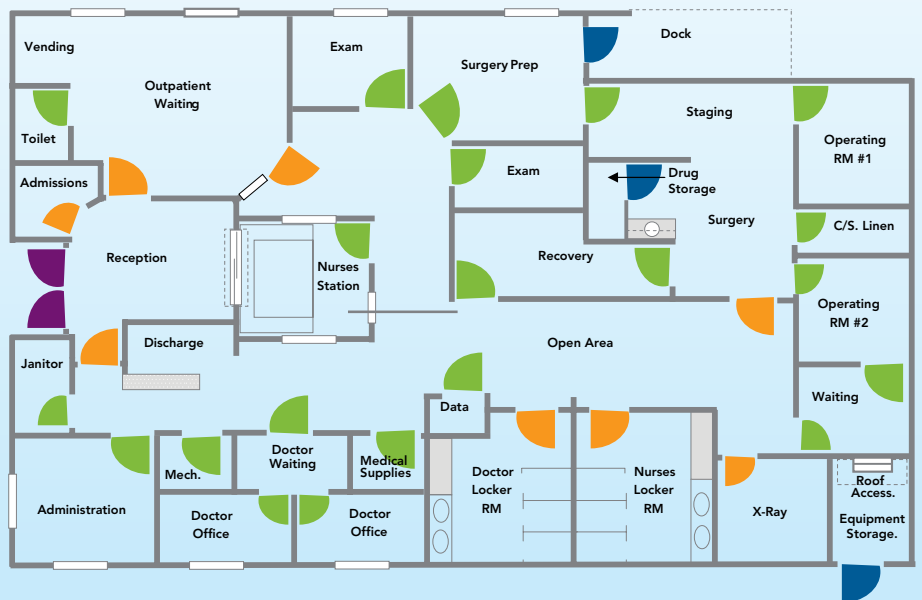 Dock
Vending
Exam
Surgery Prep
Outpatient
Waiting
Staging
Toilet
Operating
RM #1
Admissions
Exam
Drug
Storage
Surgery
C/S. Linen
Reception
Recovery
Nurses
Station
Operating
RM #2
Discharge
Open Area
Janitor
Waiting
Data
Doctor
Waiting
Medical
Supplies
Mech.
Doctor
Locker
RM
Nurses
Locker
RM
Roof
Access.
Administration
Doctor
Office
Doctor
Office
X-Ray
Equipment
Storage.